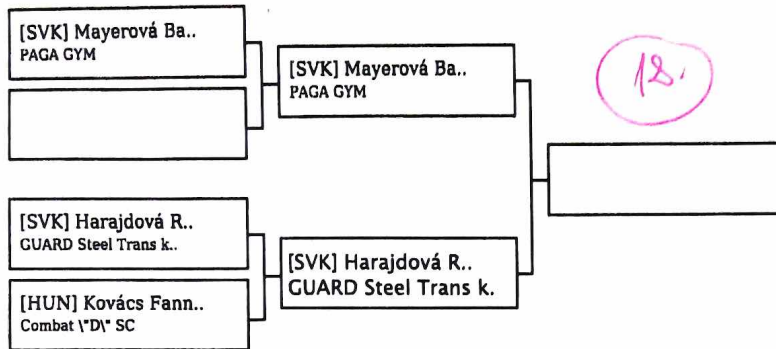 [SVK] Mayerová Ba..
PAGA GYM
[SVK] Mayerová Ba..
PAGA GYM
18.
[SVK] Harajdová R..
GUARD Steel Trans k..
[SVK] Harajdová R..
GUARD Steel Trans k.
[HUN] Kovács Fann..
Combat \"D\" SC